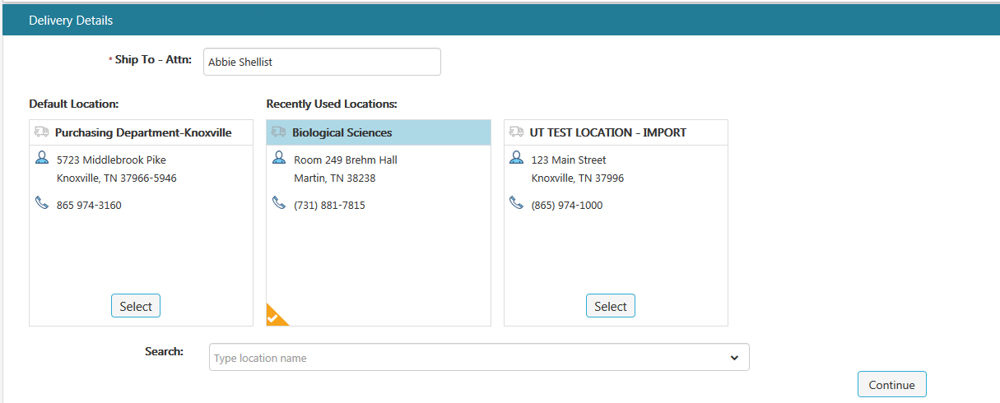 Delivery Details
* Ship To - Attn: Abbie Shellist
Default Location:
Recently Used Locations:
Purchasing Department-Knoxville
5723 Middlebrook Pike
Knoxville, TN 37966-5946
865 974-3160
Select
Biological Sciences
Room 249 Brehm Hall
Martin, TN 38238
(731) 881-7815
UT TEST LOCATION - IMPORT
123 Main Street
Knoxville, TN 37996
(865) 974-1000
Select
Search: Type location name
Continue